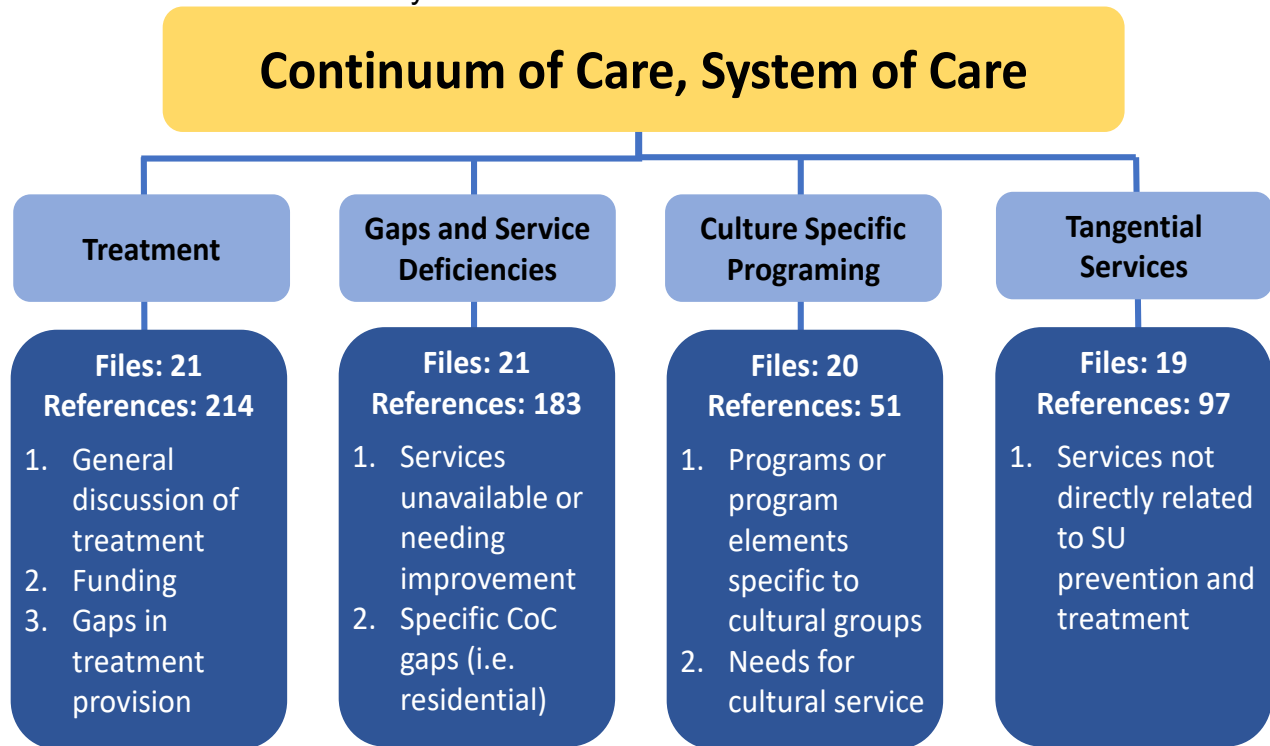 Continuum of Care, System of Care
Treatment
Gaps and Service
Deficiencies
Culture Specific
Programing
Tangential
Services
Files: 21
References: 214
1. General
discussion of
treatment
2. Funding
3. Gaps in
treatment
provision
Files: 21
References: 183
1. Services
unavailable or
needing
improvement
2. Specific CoC
gaps (i.e.
residential)
Files: 20
References: 51
1. Programs or
program
elements
specific to
cultural groups
2. Needs for
cultural service
Files: 19
References: 97
1. Services not
directly related
to SU
prevention and
treatment